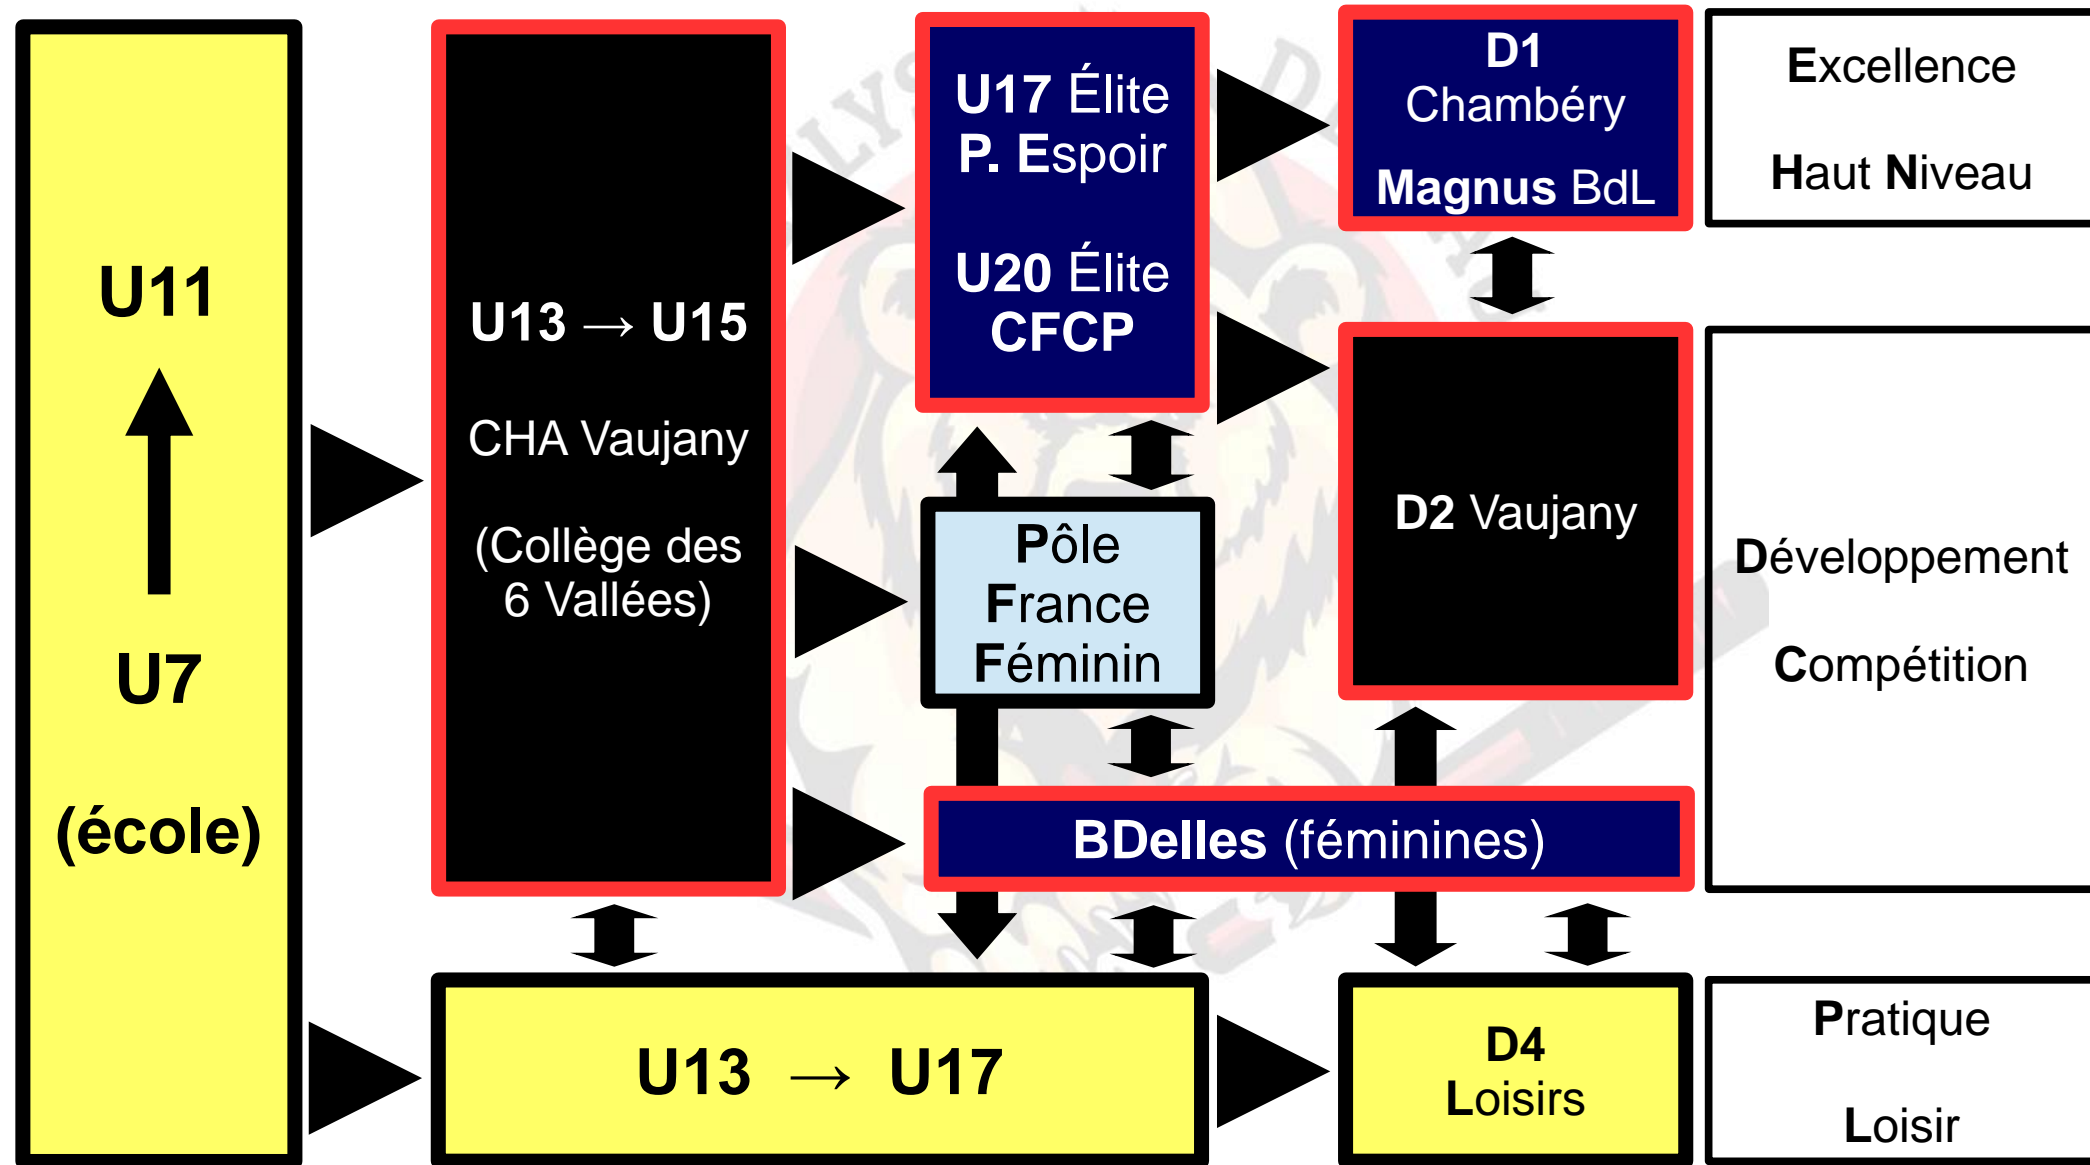 U11
U7
(école)
U13 → U15
CHA Vaujany
(Collège des
6 Vallées)
U17 Élite
P. Espoir
U20 Élite
CFCP
Pôle
France
Féminin
BDelles (féminines)
U13 → U17
D1
Chambéry
Magnus BdL
D2 Vaujany
D4
Loisirs
Excellence
Haut Niveau
Développement
Compétition
Pratique
Loisir